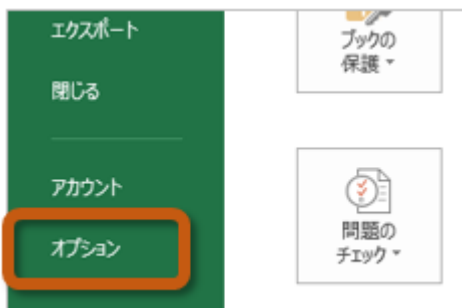 エクスポート
閉じる
アカウント
オプション
ブックの
保護
問題の
チェック